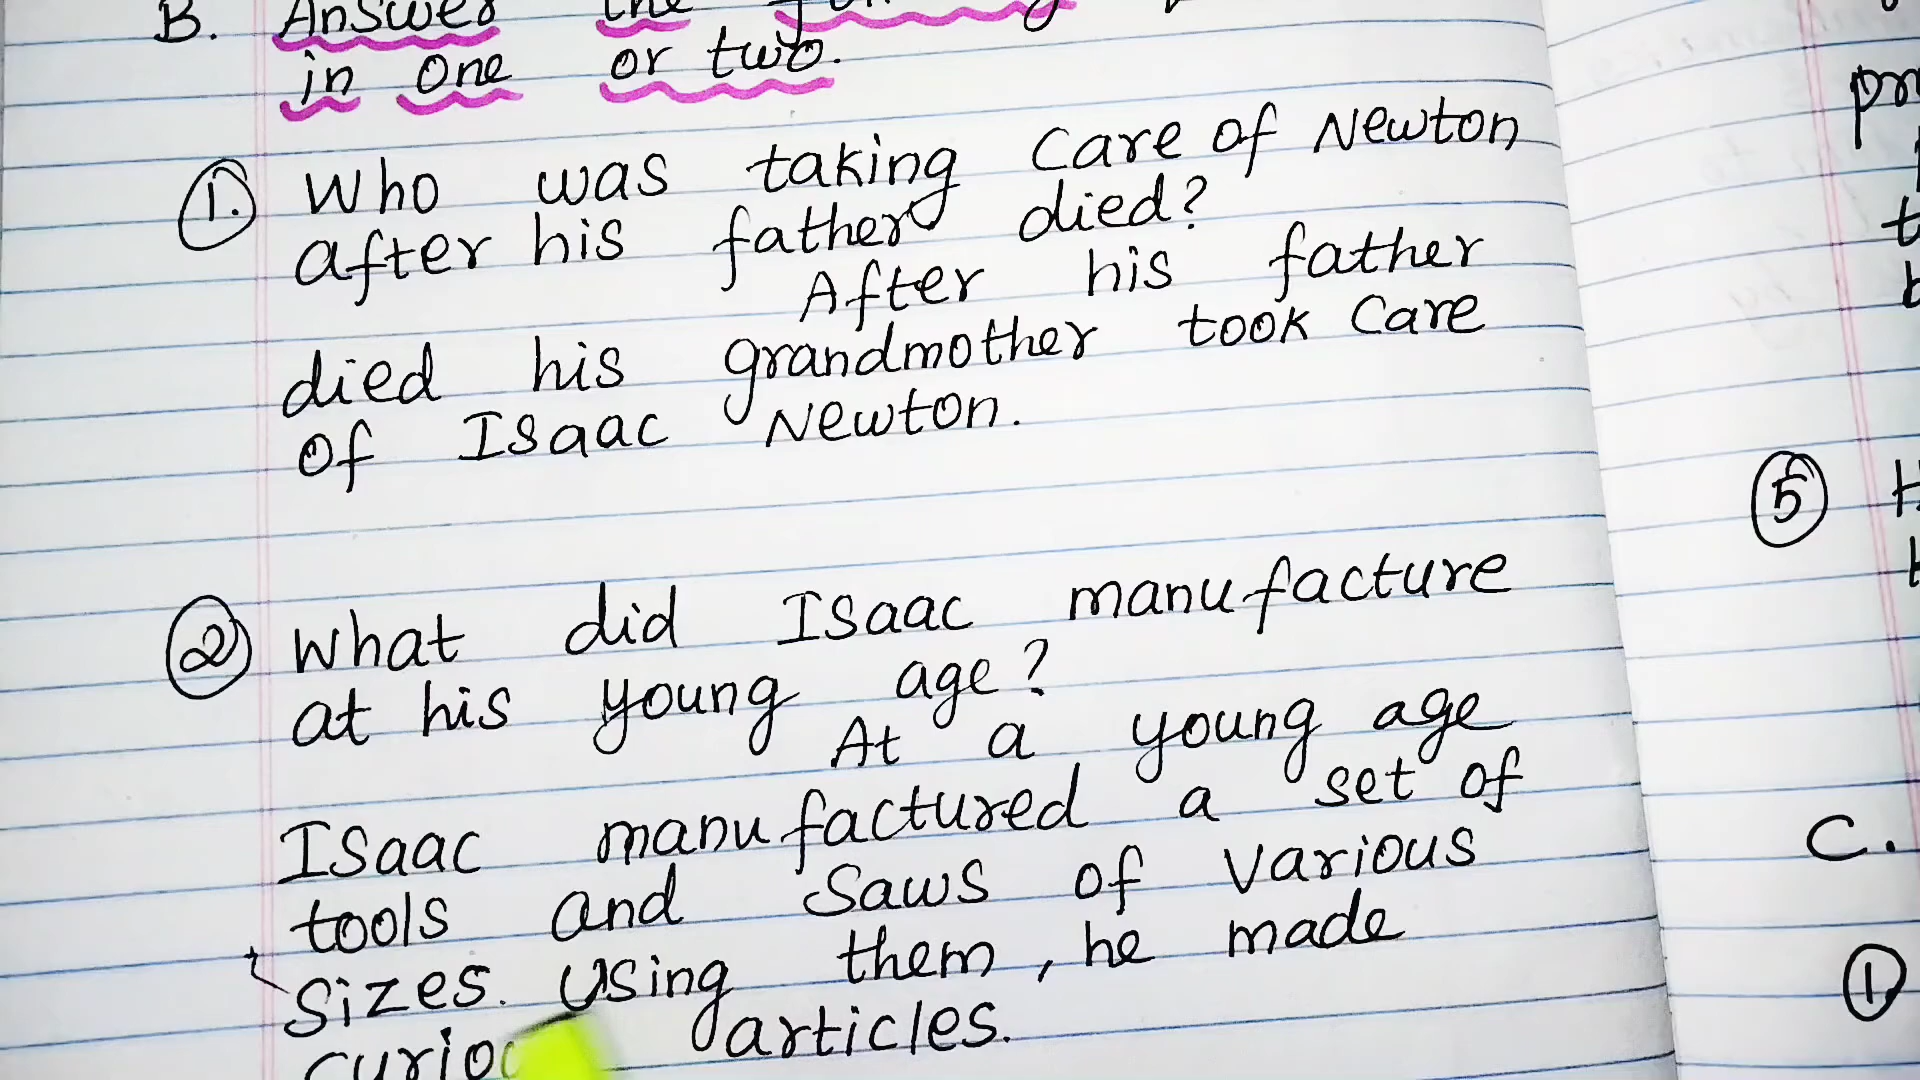 B. Answer the
in one or two.
1. Who was taking care of Newton
after his father died?
After his father
died his grandmother took care
of Isaac Newton.
2 What did Isaac manufacture
at his young age?
At a young age
Isaac manufactured a set of
tools and saws of various
sizes. Using them, he made
articles.
5
C.
1